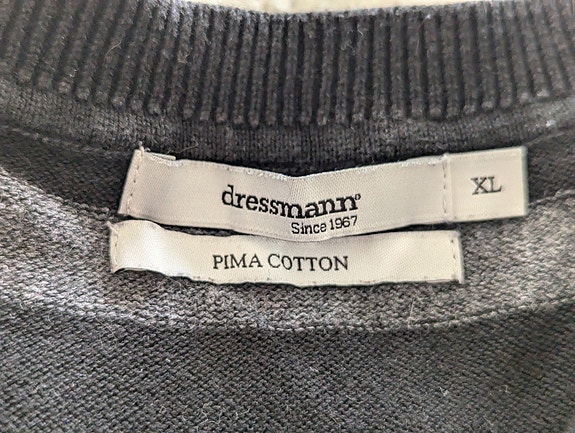 dressmann®
XL
Since 1967
PIMA COTTON